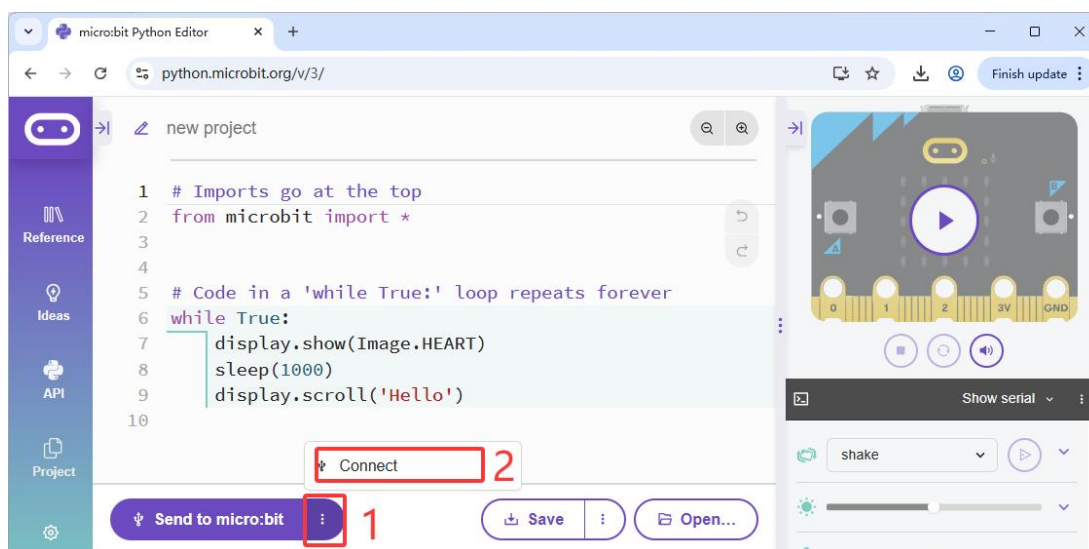 micro:bit Python Editor
python.microbit.org/v/3/
Finish update
new project
Reference
Ideas
API
Project
1 # Imports go at the top
2 from microbit import *
3
4
5 # Code in a 'while True:' loop repeats forever
6 while True:
7 display.show(Image.HEART)
8 sleep(1000)
9 display.scroll('Hello')
10
Connect
2
Send to micro:bit
1
Save
Open...
A
B
0 1 2 3V GND
Show serial
shake